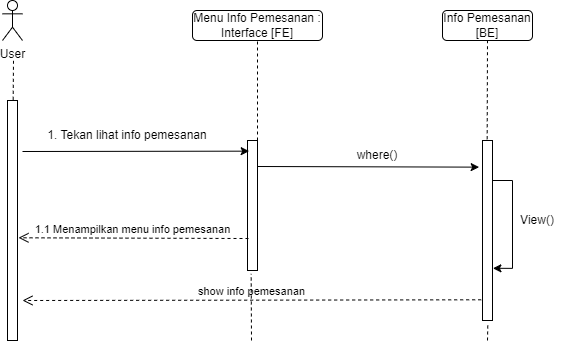 User
Menu Info Pemesanan :
Interface [FE]
Info Pemesanan
[BE]
1. Tekan lihat info pemesanan
where()
View()
1.1 Menampilkan menu info pemesanan
show info pemesanan